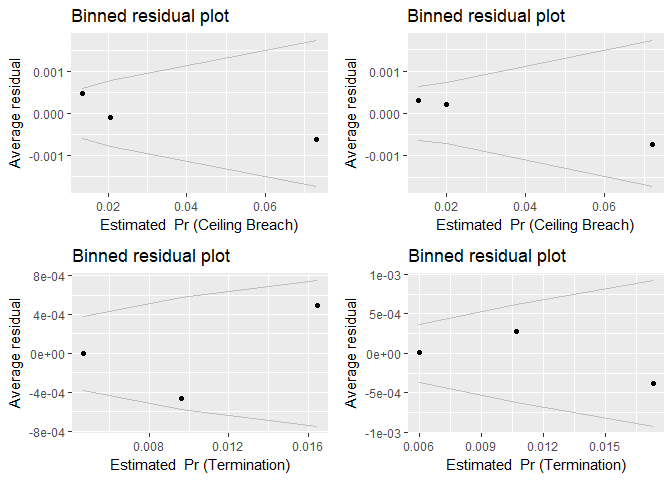 Binned residual plot
Average residual
0.001
0.000
-0.001
0.02
0.04
0.06
Estimated  Pr (Ceiling Breach)
Binned residual plot
Average residual
0.001
0.000
-0.001
0.02
0.04
0.06
Estimated  Pr (Ceiling Breach)
Binned residual plot
Average residual
8e-04
4e-04
0e+00
-4e-04
-8e-04
0.008
0.012
0.016
Estimated  Pr (Termination)
Binned residual plot
Average residual
1e-03
5e-04
0e+00
-5e-04
-1e-03
0.006
0.009
0.012
0.015
Estimated  Pr (Termination)